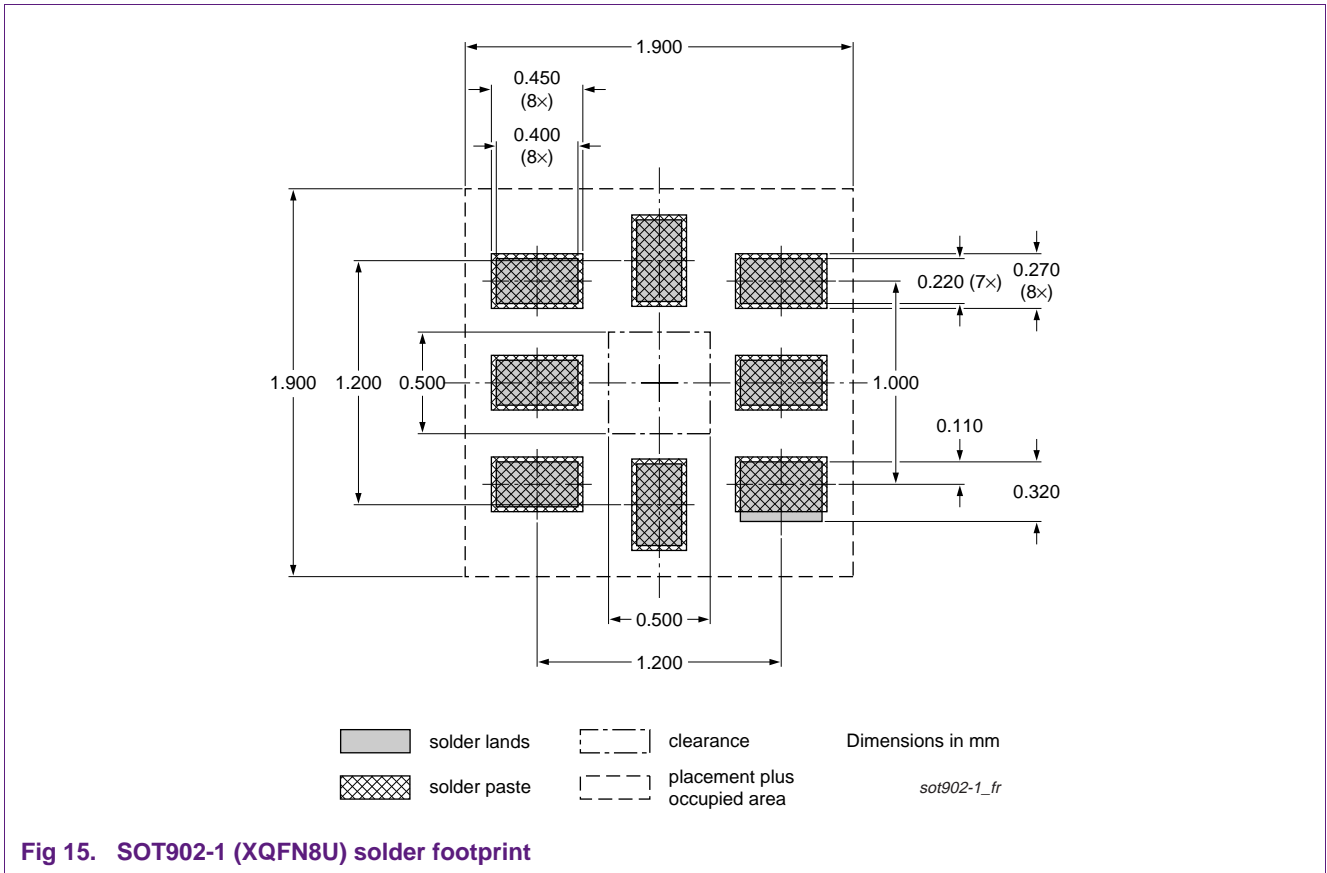 1.900
0.450
(8×)
0.400
(8×)
0.220 (7×)
0.270
(8×)
1.900
1.200
0.500
1.000
0.110
0.320
0.500
1.200
solder lands
clearance
Dimensions in mm
solder paste
placement plus
occupied area
sot902-1_fr
Fig 15. SOT902-1 (XQFN8U) solder footprint